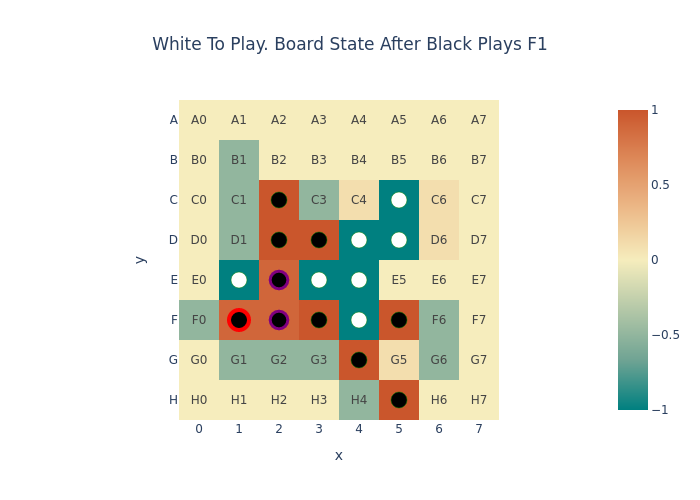 White To Play. Board State After Black Plays F1
A A0 A1 A2 A3 A4 A5 A6 A7
B B0 B1 B2 B3 B4 B5 B6 B7
C C0 C1 C3 C4 C6 C7
D D0 D1 D6 D7
E E0 E5 E6 E7
F F0 F6 F7
G G0 G1 G2 G3 G5 G6 G7
H H0 H1 H2 H3 H4 H6 H7
0 1 2 3 4 5 6 7
x
y
1
0.5
0
−0.5
−1